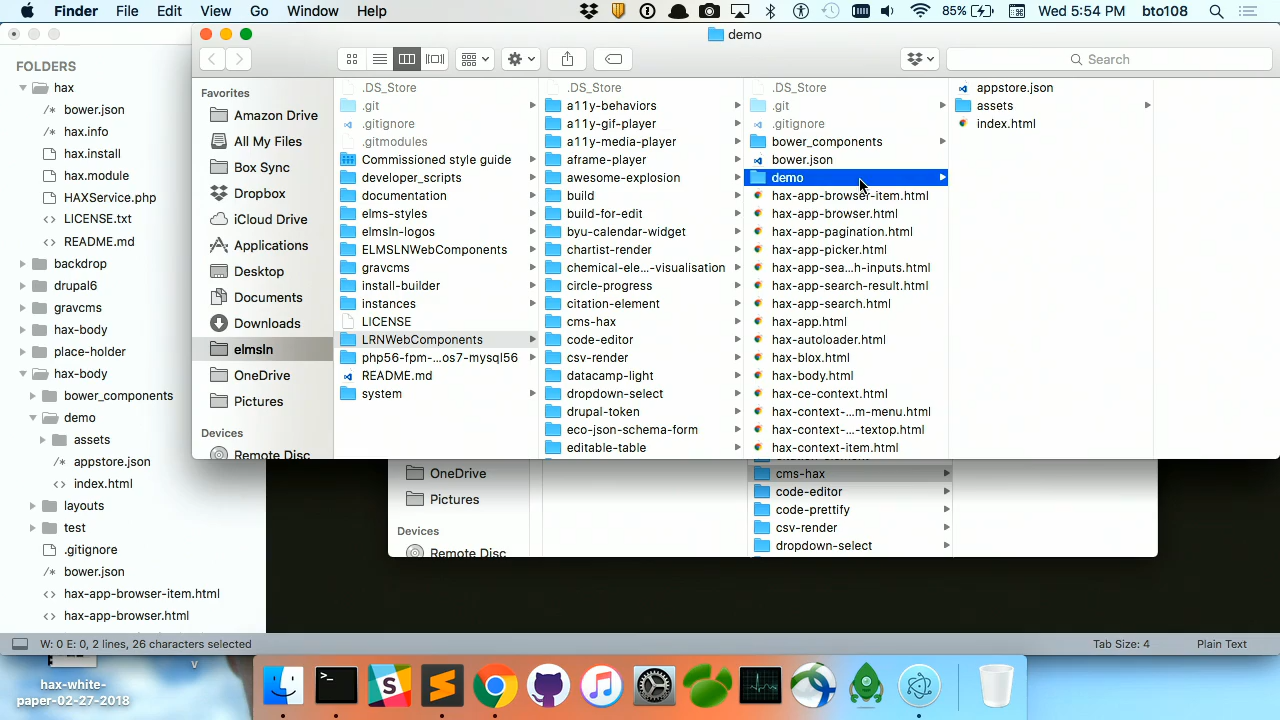 Finder File Edit View Go Window Help 85% Wed 5:54 PM bto108
demo
Search
FOLDERS
hax
bower.json
hax.info
hax.install
hax.module
HAXService.php
LICENSE.txt
README.md
backdrop
drupal6
gravcms
hax-body
place-holder
hax-body
bower_components
demo
assets
appstore.json
index.html
layouts
test
.gitignore
bower.json
hax-app-browser-item.html
hax-app-browser.html
Favorites
Amazon Drive
All My Files
Box Sync
Dropbox
iCloud Drive
Applications
Desktop
Documents
Downloads
elmsln
OneDrive
Pictures
Devices
Remote Disc
.DS_Store
.git
.gitignore
.gitmodules
Commissioned style guide
developer_scripts
documentation
elms-styles
elmsln-logos
ELMSLNWebComponents
gravcms
install-builder
instances
LICENSE
LRNWebComponents
php56-fpm-...os7-mysql56
README.md
system
.DS_Store
a11y-behaviors
a11y-gif-player
a11y-media-player
aframe-player
awesome-explosion
build
build-for-edit
byu-calendar-widget
chartist-render
chemical-ele...-visualisation
circle-progress
citation-element
cms-hax
code-editor
csv-render
datacamp-light
dropdown-select
drupal-token
eco-json-schema-form
editable-table
.DS_Store
.git
.gitignore
bower_components
bower.json
demo
hax-app-browser-item.html
hax-app-browser.html
hax-app-pagination.html
hax-app-picker.html
hax-app-sea...h-inputs.html
hax-app-search-result.html
hax-app-search.html
hax-app.html
hax-autoloader.html
hax-blox.html
hax-body.html
hax-ce-context.html
hax-context-...m-menu.html
hax-context-...-textop.html
hax-context-item.html
appstore.json
assets
index.html
OneDrive
Pictures
Devices
Remote Disc
cms-hax
code-editor
code-prettify
csv-render
dropdown-select
W: 0 E: 0, 2 lines, 26 characters selected
Tab Size: 4
Plain Text
hax-white-
paper-02-27-2018